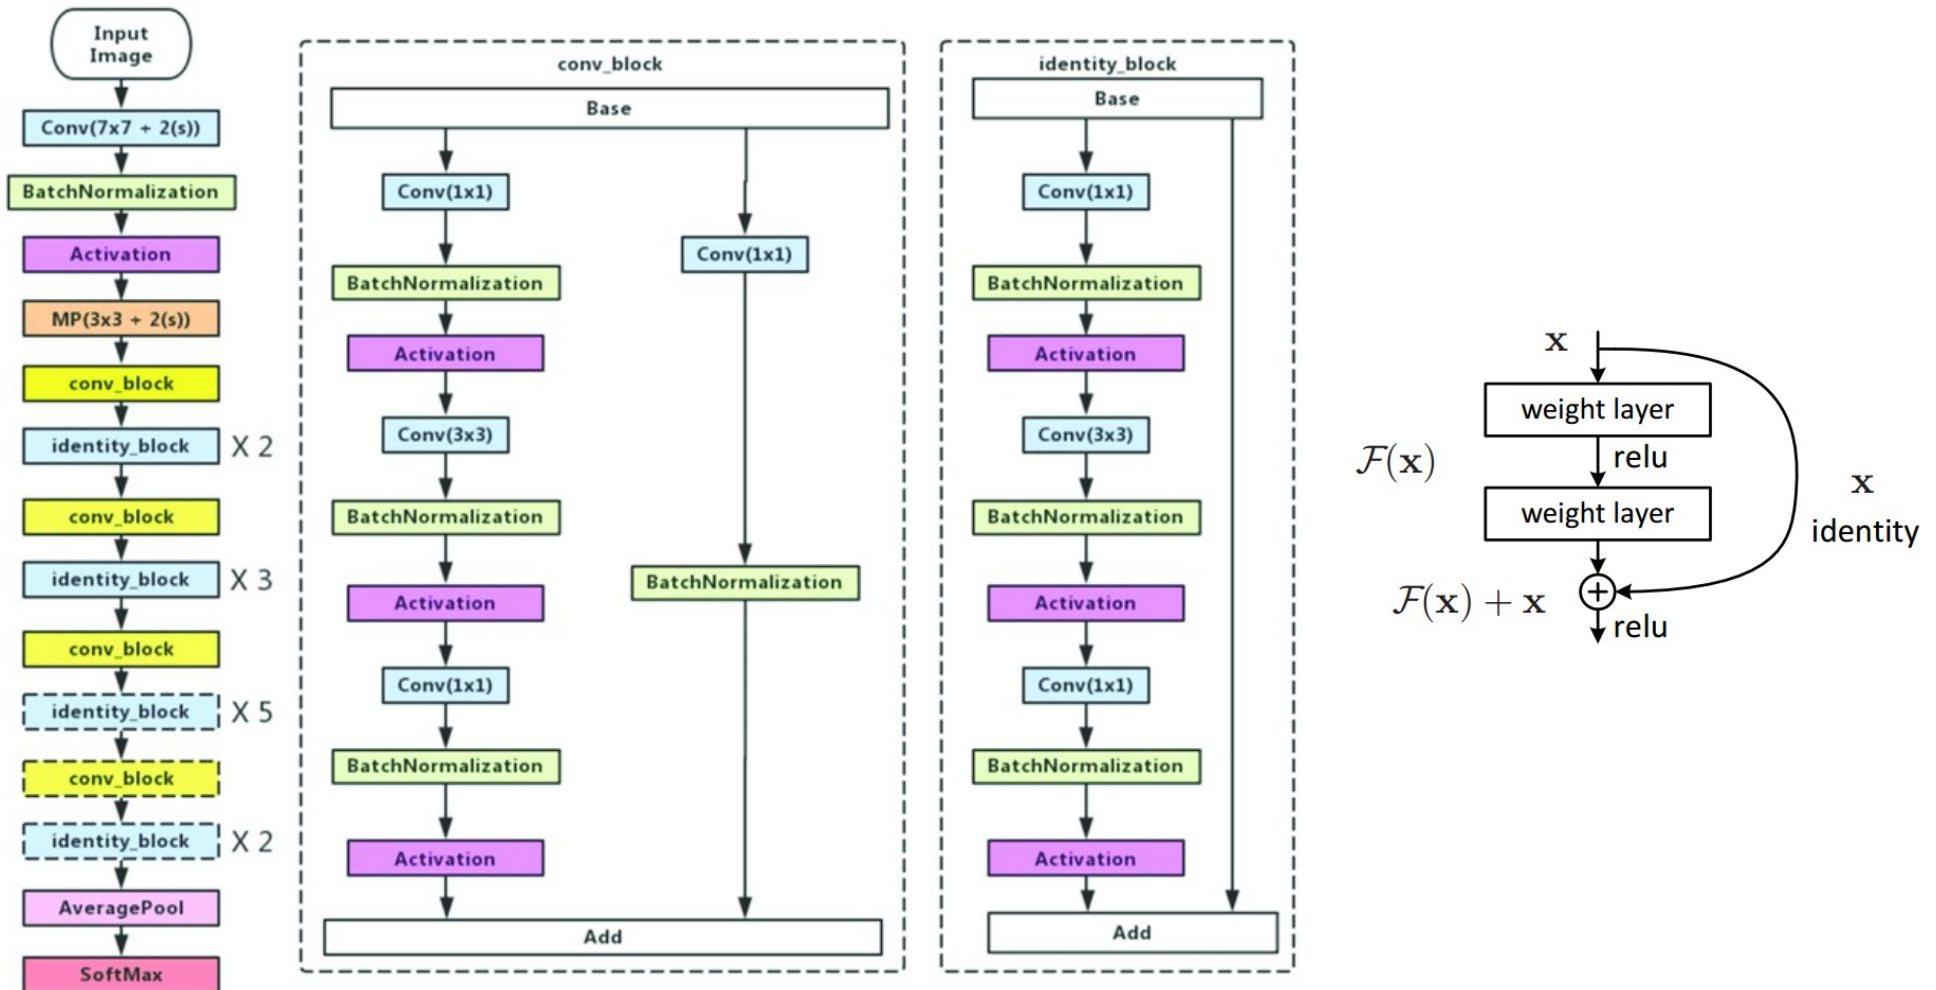 Input
Image
Conv(7x7 + 2(s))
BatchNormalization
Activation
MP(3x3 + 2(s))
conv_block
identity_block X 2
conv_block
identity_block X 3
conv_block
identity_block X 5
conv_block
identity_block X 2
AveragePool
SoftMax
conv_block
Base
Conv(1x1)
BatchNormalization
Activation
Conv(3x3)
BatchNormalization
Activation
Conv(1x1)
BatchNormalization
Activation
Conv(1x1)
BatchNormalization
Add
identity_block
Base
Conv(1x1)
BatchNormalization
Activation
Conv(3x3)
BatchNormalization
Activation
Conv(1x1)
BatchNormalization
Activation
Add
x
weight layer
F(x)
relu
weight layer
x
identity
F(x) + x
+
relu